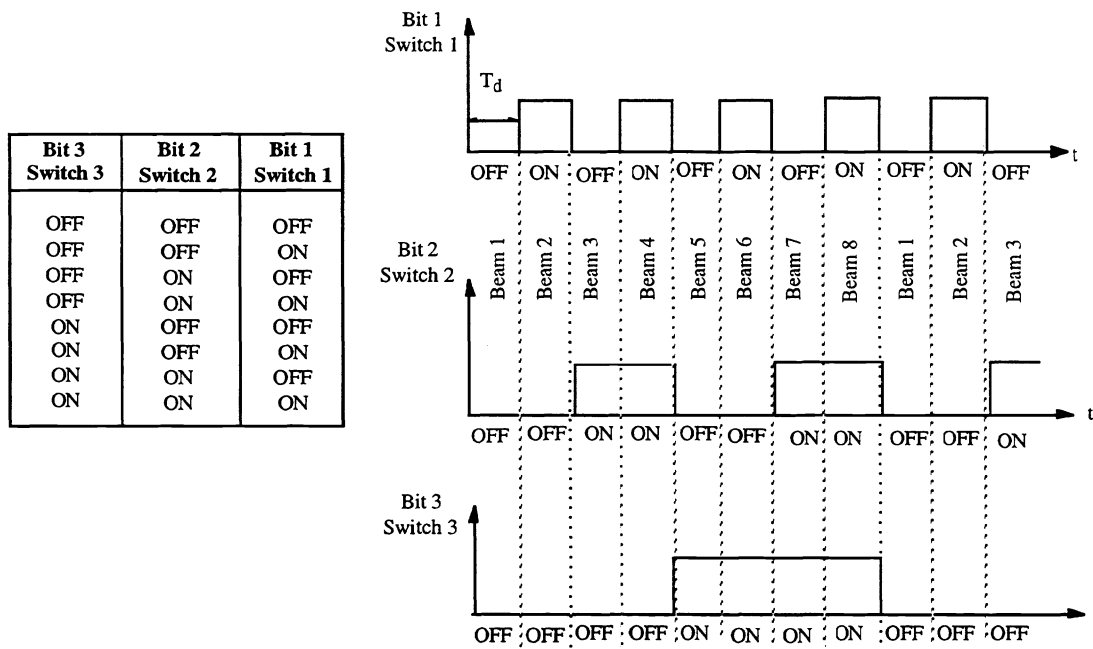 Bit 3 Bit 2 Bit 1
Switch 3 Switch 2 Switch 1
OFF OFF OFF
OFF OFF ON
OFF ON OFF
OFF ON ON
ON OFF OFF
ON OFF ON
ON ON OFF
ON ON ON
Bit 1
Switch 1
Td
t
OFF ON OFF ON OFF ON OFF ON OFF ON OFF
Bit 2
Switch 2
Beam 1
Beam 2
Beam 3
Beam 4
Beam 5
Beam 6
Beam 7
Beam 8
Beam 1
Beam 2
Beam 3
t
OFF OFF ON ON OFF OFF ON ON OFF OFF ON
Bit 3
Switch 3
OFF OFF OFF OFF ON ON ON ON OFF OFF OFF